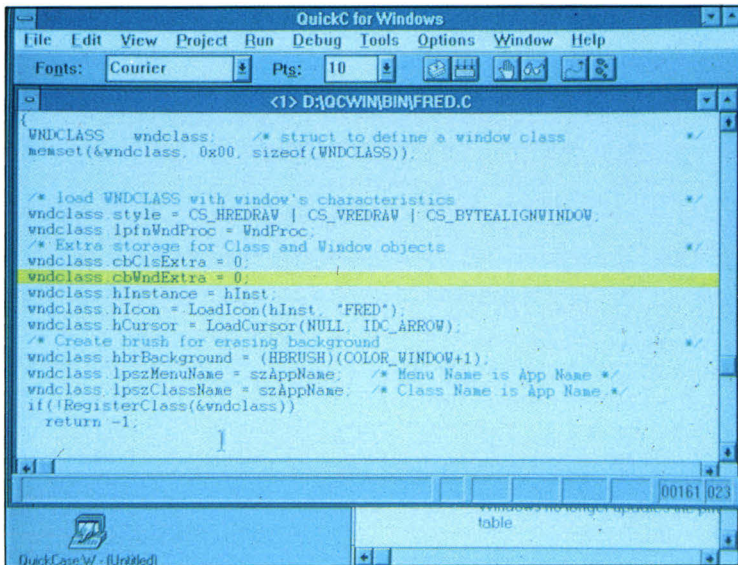 QuickC for Windows
File Edit View Project Run Debug Tools Options Window Help
Fonts: Courier Pts: 10
<1> D:\QCWIN\BIN\FRED.C
{
WNDCLASS wndclass; /* struct to define a window class */
memset(&wndclass, 0x00, sizeof(WNDCLASS));
/* load WNDCLASS with window's characteristics */
wndclass.style = CS_HREDRAW | CS_VREDRAW | CS_BYTEALIGNWINDOW;
wndclass.lpfnWndProc = WndProc;
/* Extra storage for Class and Window objects */
wndclass.cbClsExtra = 0;
wndclass.cbWndExtra = 0;
wndclass.hInstance = hInst;
wndclass.hIcon = LoadIcon(hInst, "FRED");
wndclass.hCursor = LoadCursor(NULL, IDC_ARROW);
/* Create brush for erasing background */
wndclass.hbrBackground = (HBRUSH)(COLOR_WINDOW+1);
wndclass.lpszMenuName = szAppName; /* Menu Name is App Name */
wndclass.lpszClassName = szAppName; /* Class Name is App Name */
if(!RegisterClass(&wndclass))
return -1;
00161 023
Windows no longer updates the
table.
QuickCase:W - (Untitled)